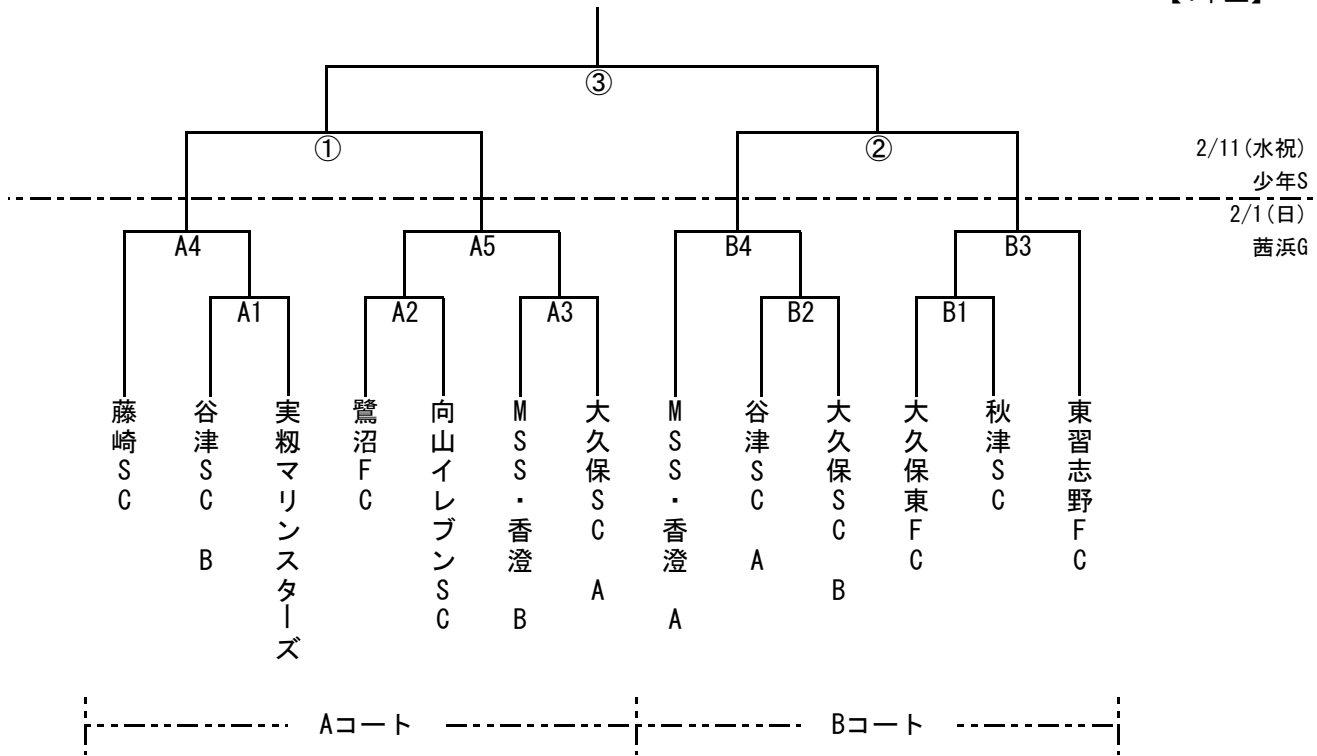 ③
①
②
2/11(水祝)
少年S
2/1(日)
茜浜G
A4
A5
B4
B3
A1
A2
A3
B2
B1
藤崎SC
谷津SC B
実籾マリンスターズ
鷺沼FC
向山イレブンSC
MSS・香澄 B
大久保SC A
MSS・香澄 A
谷津SC A
大久保SC B
大久保東FC
秋津SC
東習志野FC
Aコート
Bコート